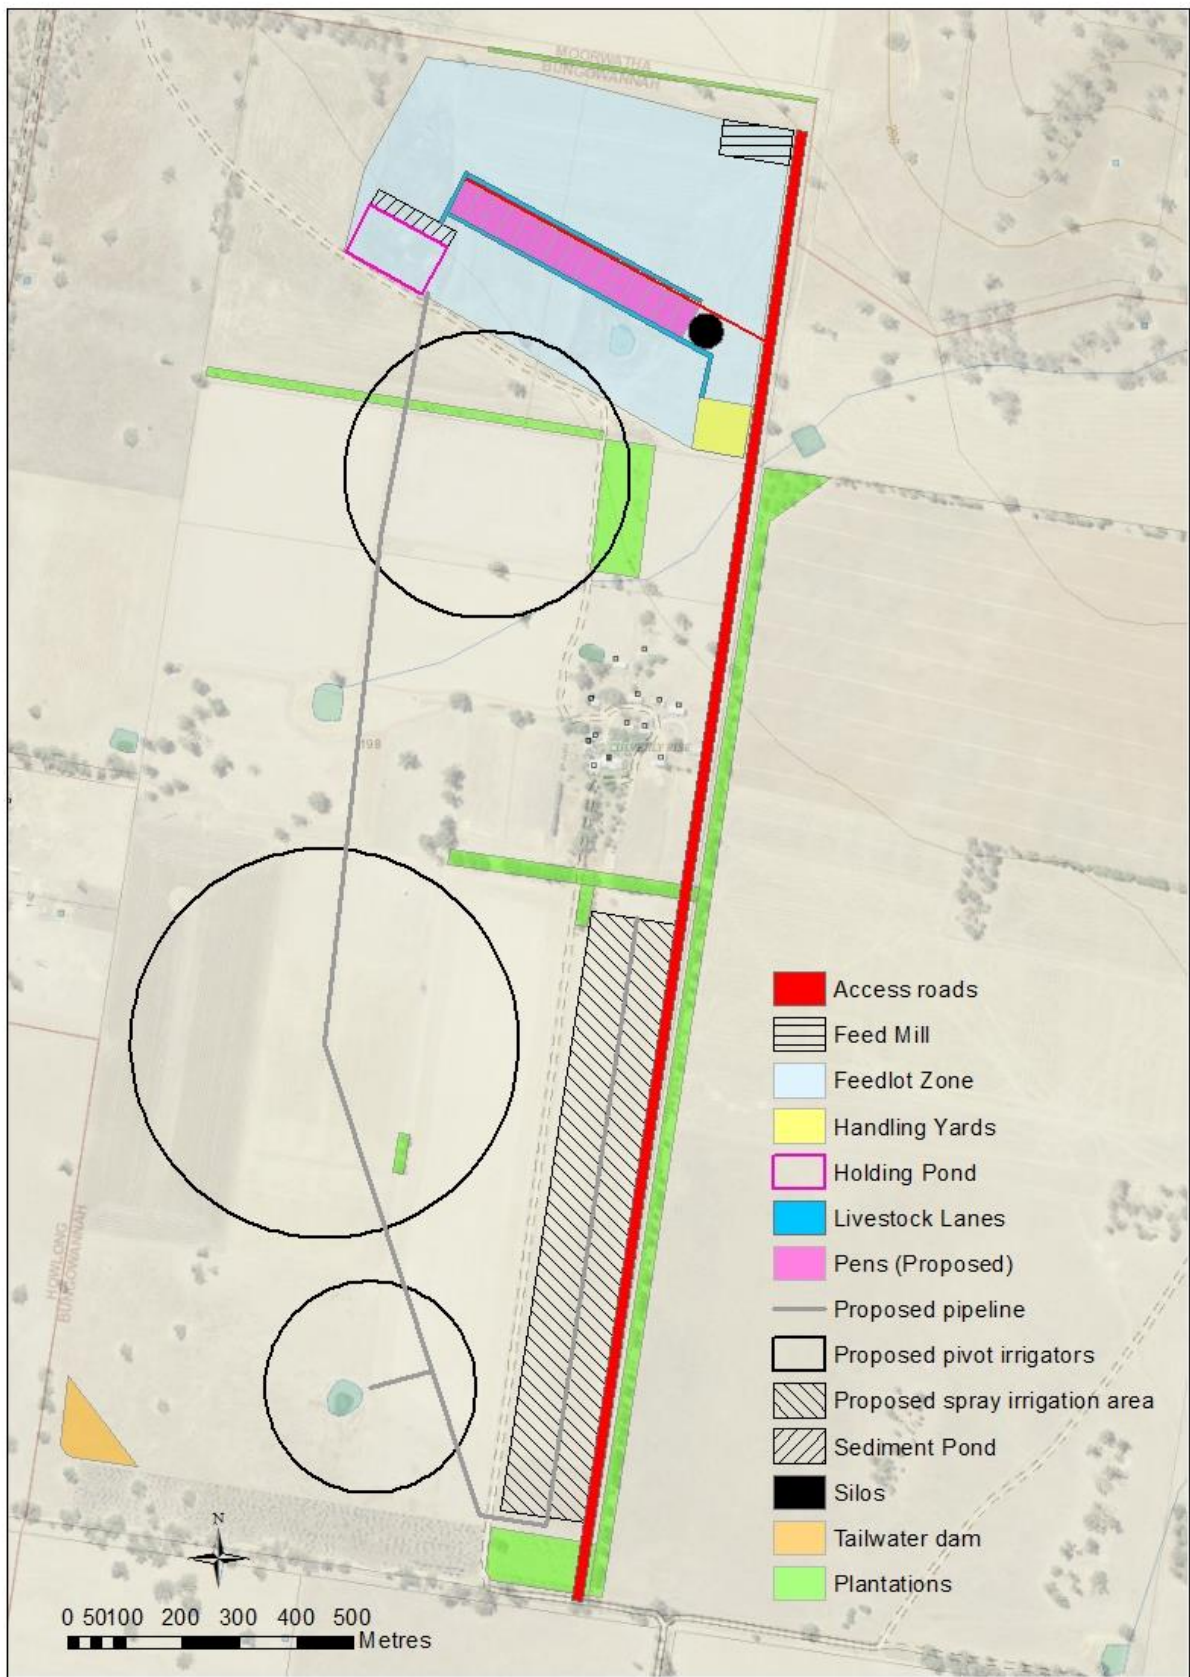 MOORWATHA
BUNGOWANNAH
198
HOWLONG
BUNGOWANNAH
Access roads
Feed Mill
Feedlot Zone
Handling Yards
Holding Pond
Livestock Lanes
Pens (Proposed)
Proposed pipeline
Proposed pivot irrigators
Proposed spray irrigation area
Sediment Pond
Silos
Tailwater dam
Plantations
N
0 50100 200 300 400 500
Metres